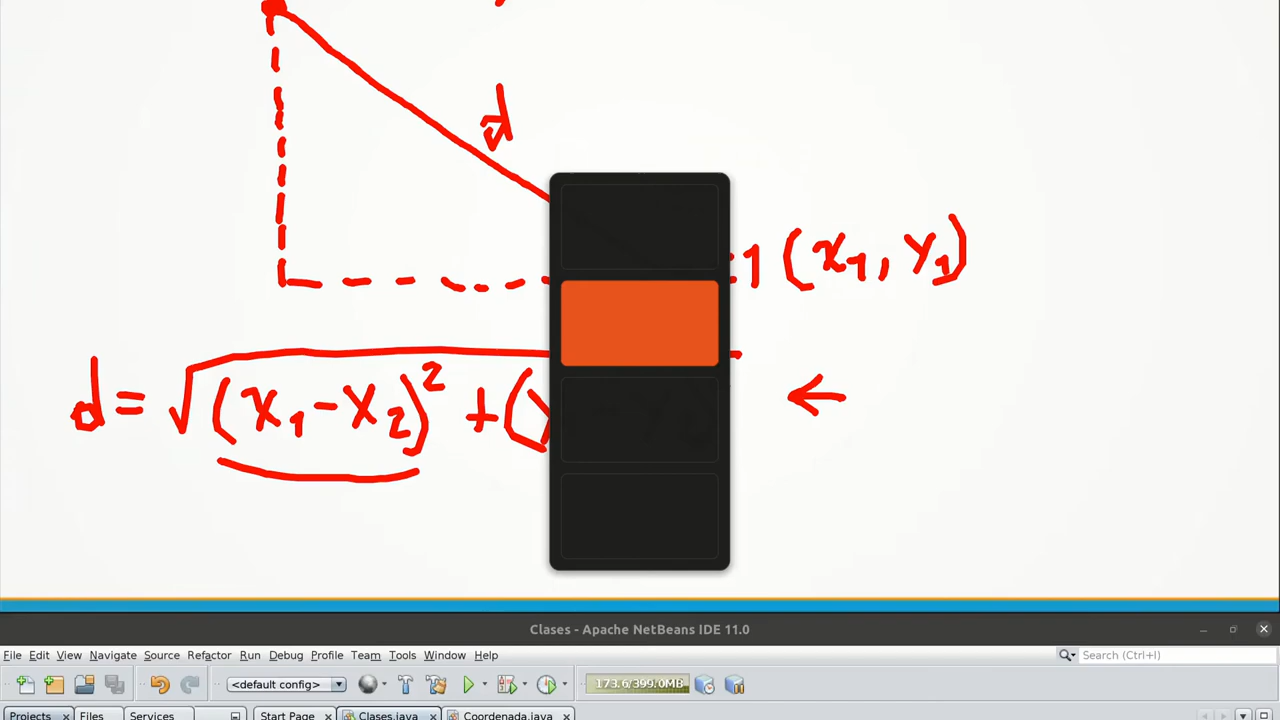 d
1 (x1, y1)
d = √(x1-x2)² + (y
←
Clases - Apache NetBeans IDE 11.0
File Edit View Navigate Source Refactor Run Debug Profile Team Tools Window Help Search (Ctrl+I)
<default config> 173.6/399.0MB
Projects Files Services Start Page Clases.java Coordenada.java